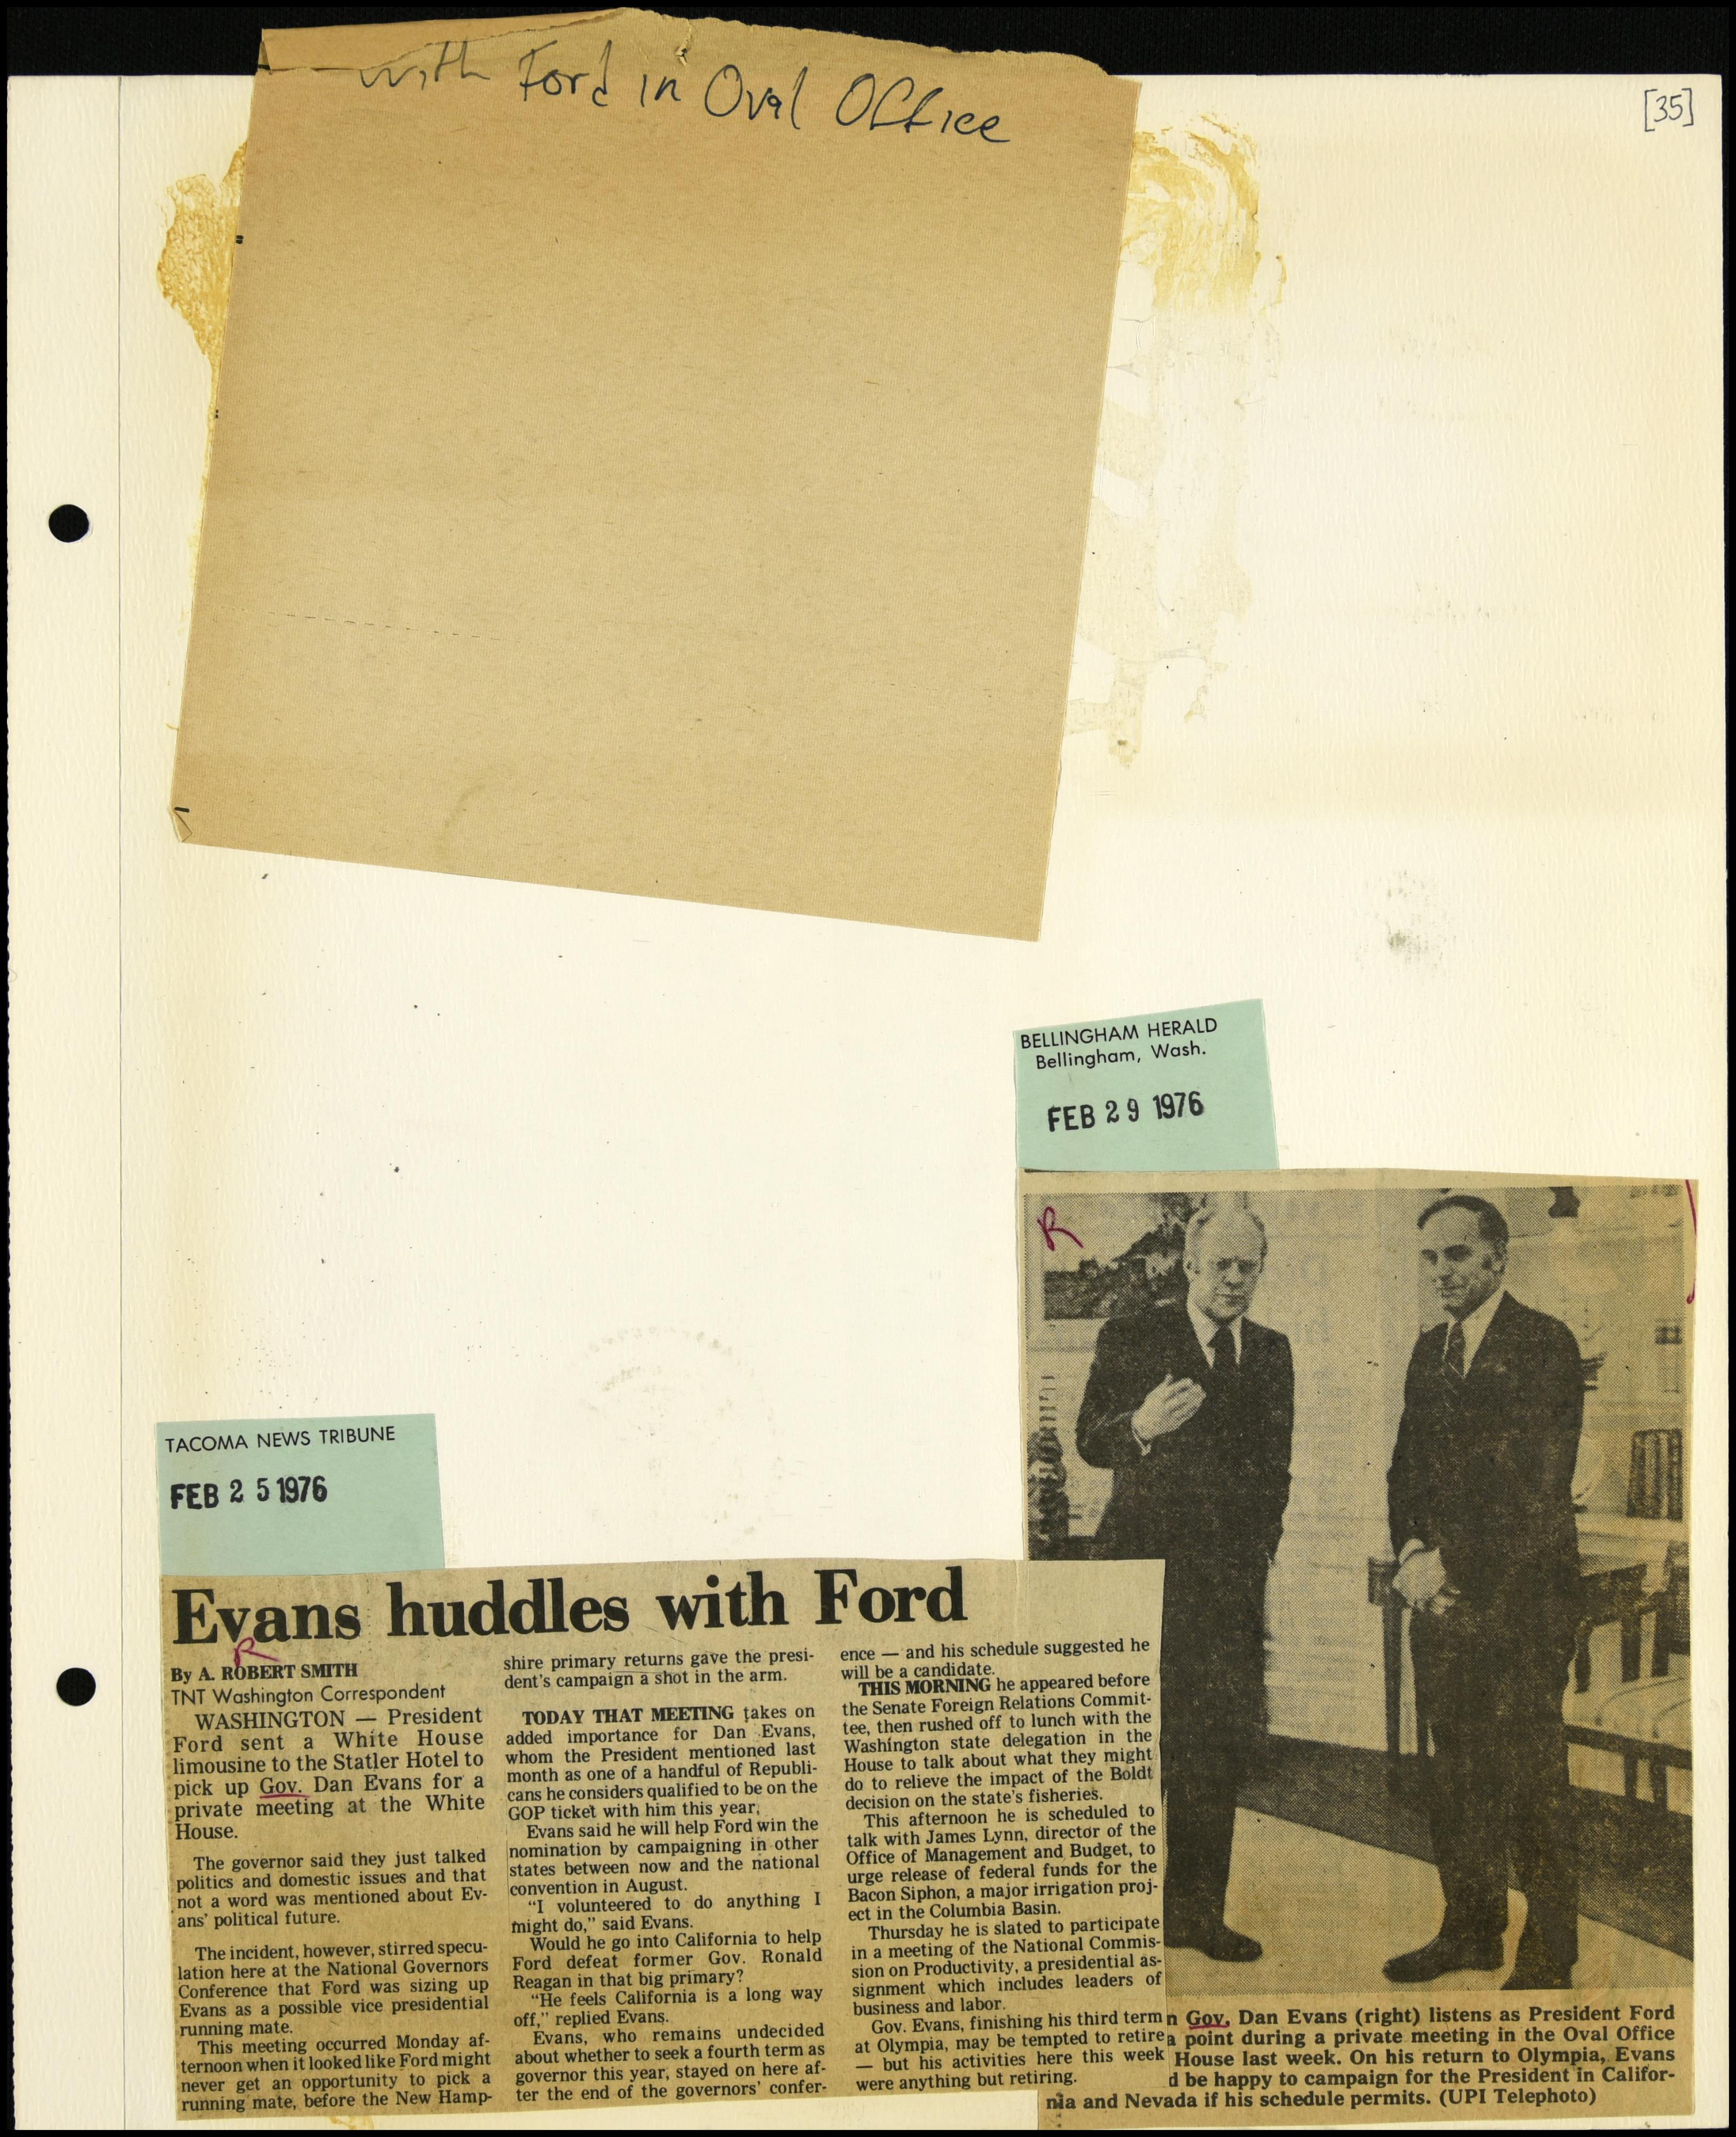 with Ford in Oval Office
[35]
BELLINGHAM HERALD
Bellingham, Wash.
FEB 29 1976
R
TACOMA NEWS TRIBUNE
FEB 25 1976
Evans huddles with Ford
R
By A. ROBERT SMITH
TNT Washington Correspondent
WASHINGTON — President
Ford sent a White House
limousine to the Statler Hotel to
pick up Gov. Dan Evans for a
private meeting at the White
House.
The governor said they just talked
politics and domestic issues and that
not a word was mentioned about Ev-
ans' political future.
The incident, however, stirred specu-
lation here at the National Governors
Conference that Ford was sizing up
Evans as a possible vice presidential
running mate.
This meeting occurred Monday af-
ternoon when it looked like Ford might
never get an opportunity to pick a
running mate, before the New Hamp-
shire primary returns gave the presi-
dent's campaign a shot in the arm.
TODAY THAT MEETING takes on
added importance for Dan Evans,
whom the President mentioned last
month as one of a handful of Republi-
cans he considers qualified to be on the
GOP ticket with him this year.
Evans said he will help Ford win the
nomination by campaigning in other
states between now and the national
convention in August.
"I volunteered to do anything I
might do," said Evans.
Would he go into California to help
Ford defeat former Gov. Ronald
Reagan in that big primary?
"He feels California is a long way
off," replied Evans.
Evans, who remains undecided
about whether to seek a fourth term as
governor this year, stayed on here af-
ter the end of the governors' confer-
ence — and his schedule suggested he
will be a candidate.
THIS MORNING he appeared before
the Senate Foreign Relations Commit-
tee, then rushed off to lunch with the
Washington state delegation in the
House to talk about what they might
do to relieve the impact of the Boldt
decision on the state's fisheries.
This afternoon he is scheduled to
talk with James Lynn, director of the
Office of Management and Budget, to
urge release of federal funds for the
Bacon Siphon, a major irrigation proj-
ect in the Columbia Basin.
Thursday he is slated to participate
in a meeting of the National Commis-
sion on Productivity, a presidential as-
signment which includes leaders of
business and labor.
Gov. Evans, finishing his third term
at Olympia, may be tempted to retire
— but his activities here this week
were anything but retiring.
n Gov. Dan Evans (right) listens as President Ford
a point during a private meeting in the Oval Office
House last week. On his return to Olympia, Evans
d be happy to campaign for the President in Califor-
nia and Nevada if his schedule permits. (UPI Telephoto)